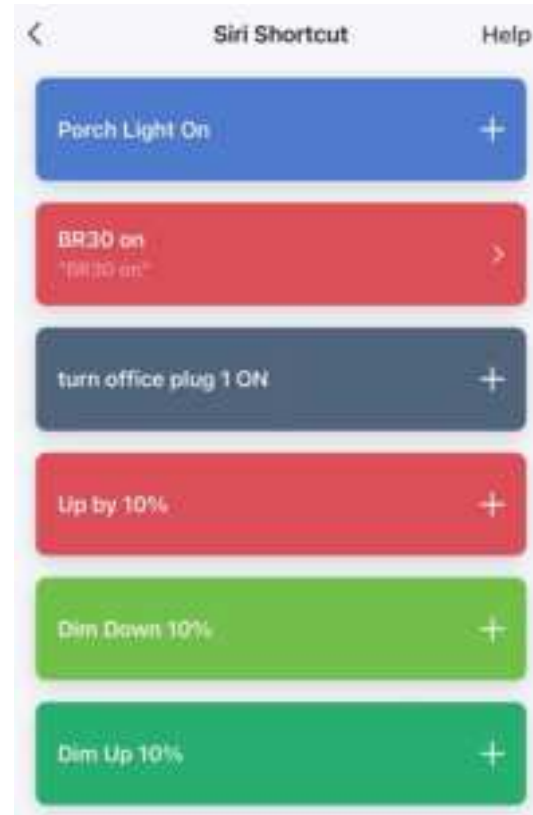 Siri Shortcut
Help
Porch Light On
BR30 on
"BR30 on"
turn office plug 1 ON
Up by 10%
Dim Down 10%
Dim Up 10%